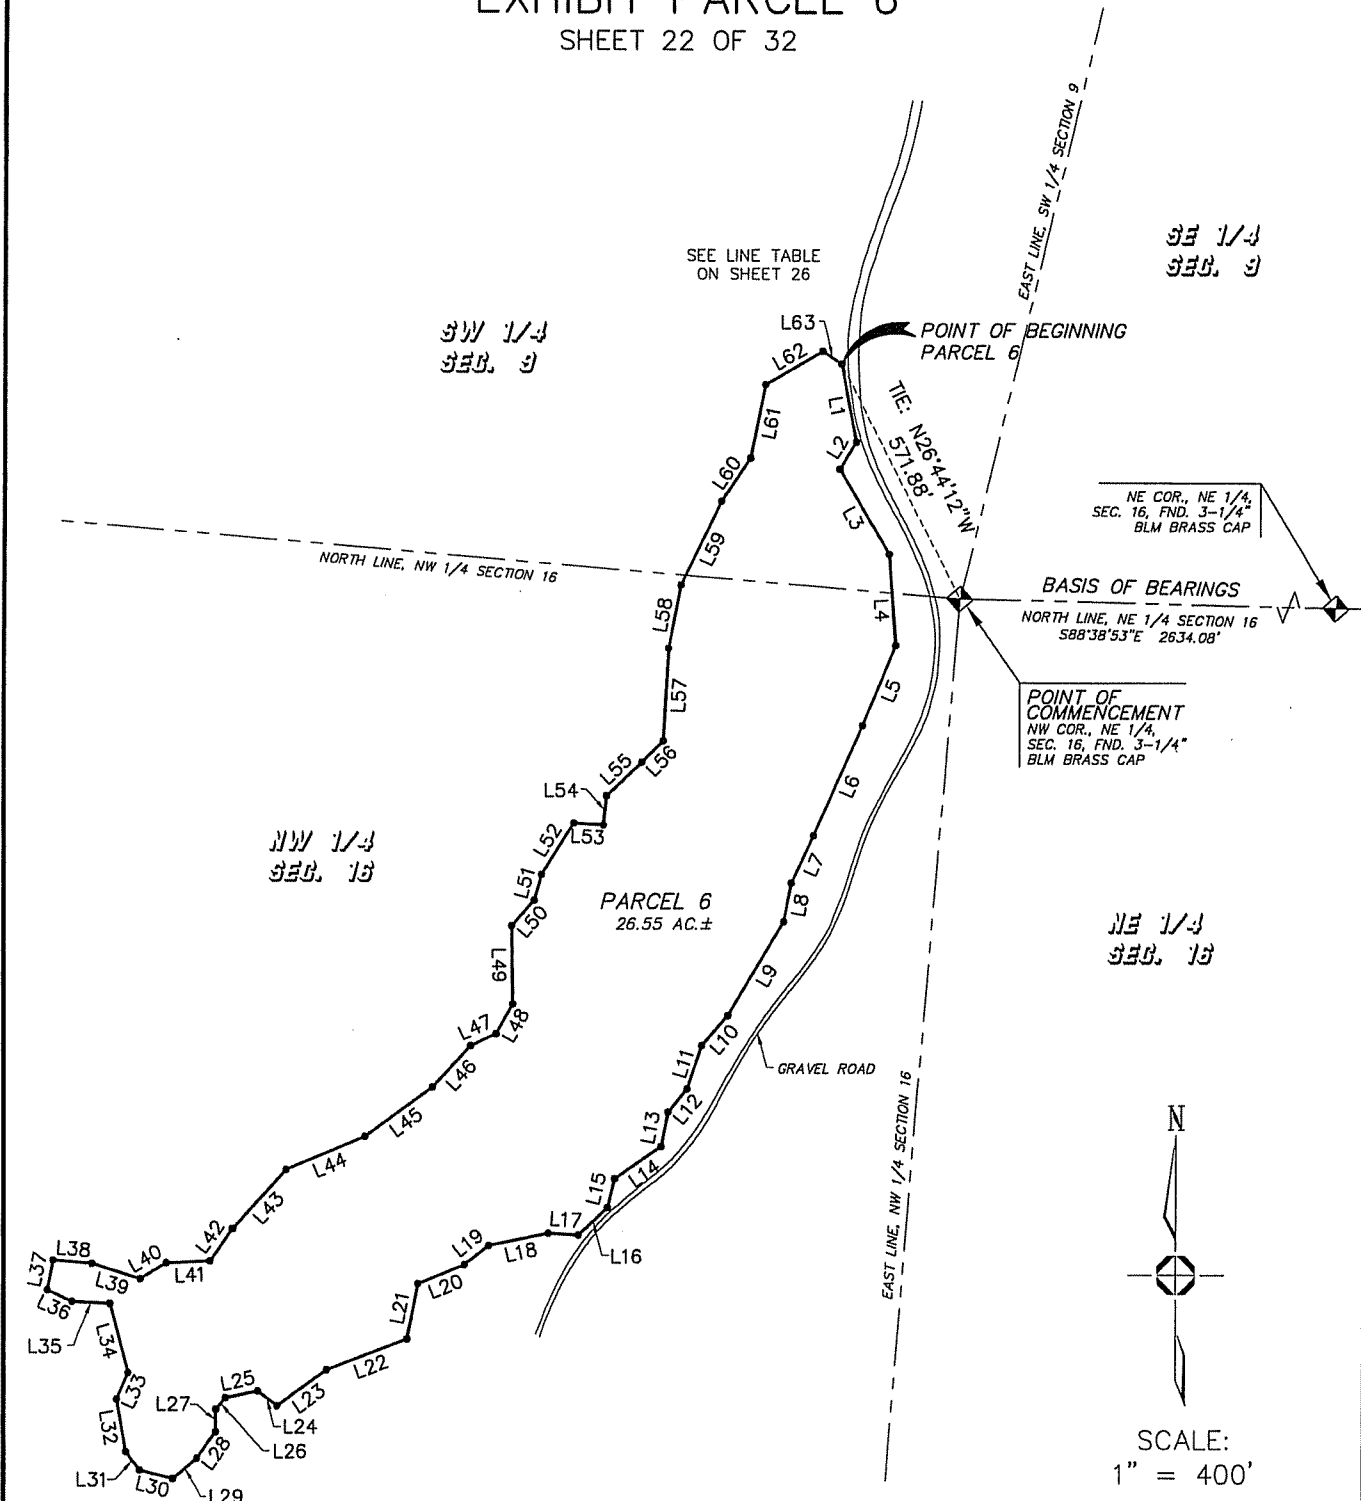 EXHIBIT PARCEL 6
SHEET 22 OF 32
EAST LINE, SW 1/4 SECTION 9
SE 1/4
SEC. 9
SEE LINE TABLE
ON SHEET 26
SW 1/4
SEC. 9
L63
POINT OF BEGINNING
PARCEL 6
L62
L61
L1
TIE: N26°44'12"W
571.88'
L2
L60
L3
NE COR., NE 1/4,
SEC. 16, FND. 3-1/4"
BLM BRASS CAP
L59
NORTH LINE, NW 1/4 SECTION 16
BASIS OF BEARINGS
NORTH LINE, NE 1/4 SECTION 16
S88°38'53"E 2634.08'
L58
L4
L57
L5
POINT OF
COMMENCEMENT
NW COR., NE 1/4,
SEC. 16, FND. 3-1/4"
BLM BRASS CAP
L56
L55
L54
L6
L53
L52
NW 1/4
SEC. 16
L7
L51
L8
PARCEL 6
26.55 AC.±
L50
NE 1/4
SEC. 16
L49
L9
L48
L47
L10
L46
L11
GRAVEL ROAD
L12
L45
L13
EAST LINE, NW 1/4 SECTION 16
N
L44
L14
L15
L43
L42
L17
L16
L18
L19
L41
L40
L38
L39
L37
L20
L36
L21
L35
L34
L22
L33
L23
L25
L24
L27
L26
L32
L28
L31
L30
L29
SCALE:
1" = 400'